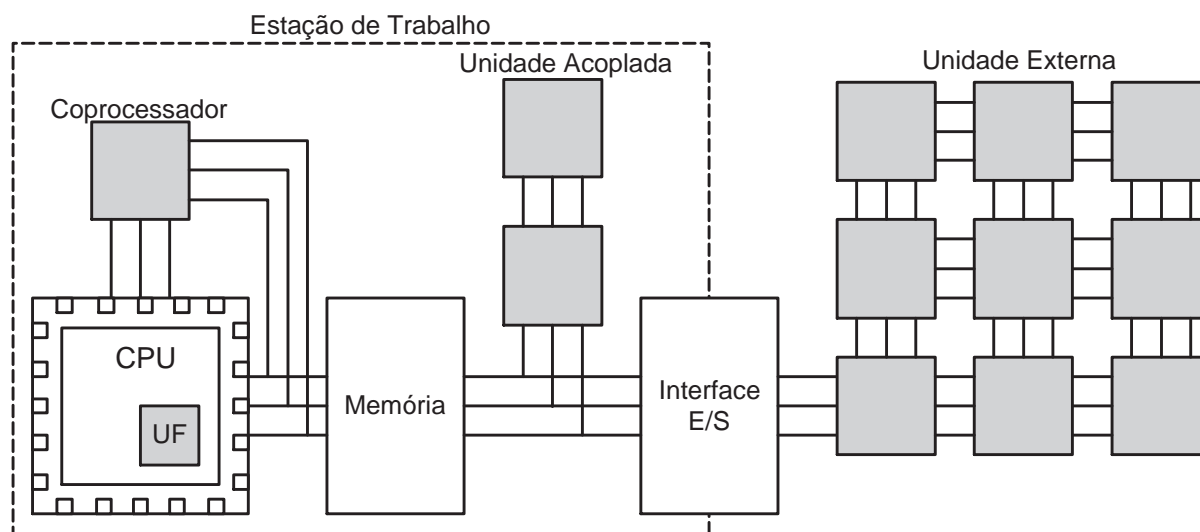 Estação de Trabalho
Unidade Acoplada
Unidade Externa
Coprocessador
CPU
UF
Memória
Interface
E/S